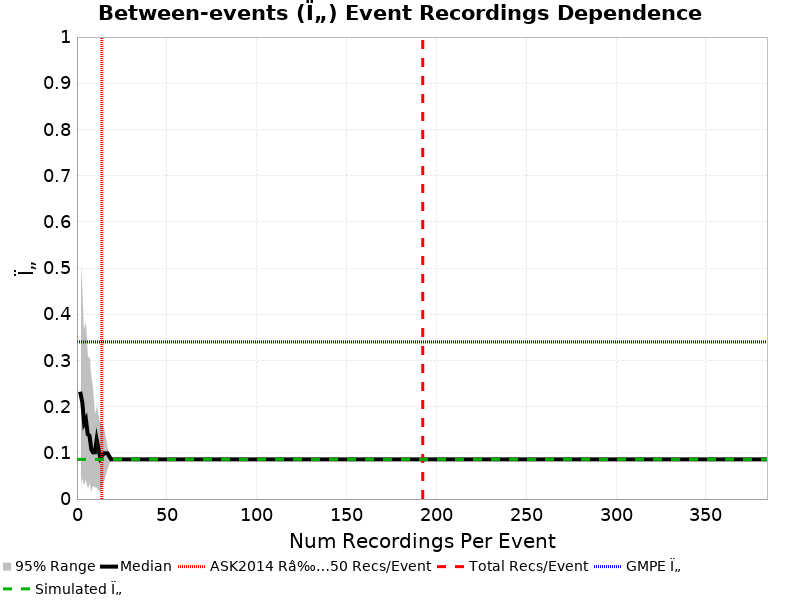 Between-events (Ï„) Event Recordings Dependence
1
0.9
0.8
0.7
0.6
0.5
0.4
0.3
0.2
0.1
0
Ï„
0 50 100 150 200 250 300 350
Num Recordings Per Event
95% Range Median ASK2014 Râ‰…50 Recs/Event Total Recs/Event GMPE Ï„
Simulated Ï„